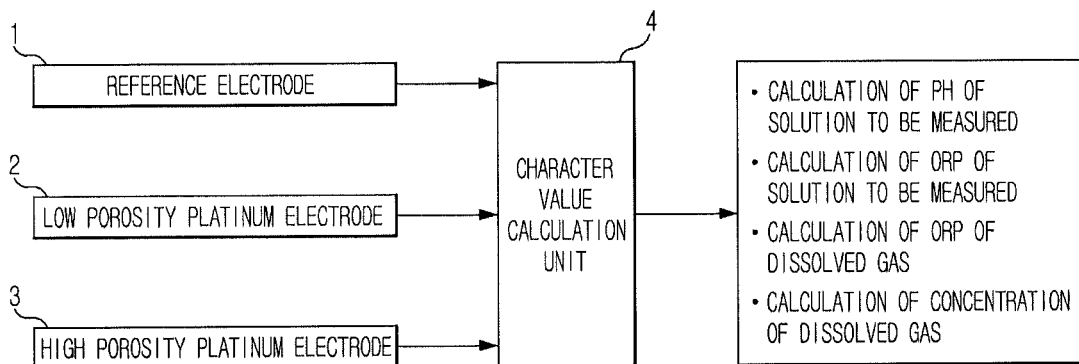 1
REFERENCE ELECTRODE
2
LOW POROSITY PLATINUM ELECTRODE
3
HIGH POROSITY PLATINUM ELECTRODE
4
CHARACTER
VALUE
CALCULATION
UNIT
• CALCULATION OF PH OF
SOLUTION TO BE MEASURED
• CALCULATION OF ORP OF
SOLUTION TO BE MEASURED
• CALCULATION OF ORP OF
DISSOLVED GAS
• CALCULATION OF CONCENTRATION
OF DISSOLVED GAS